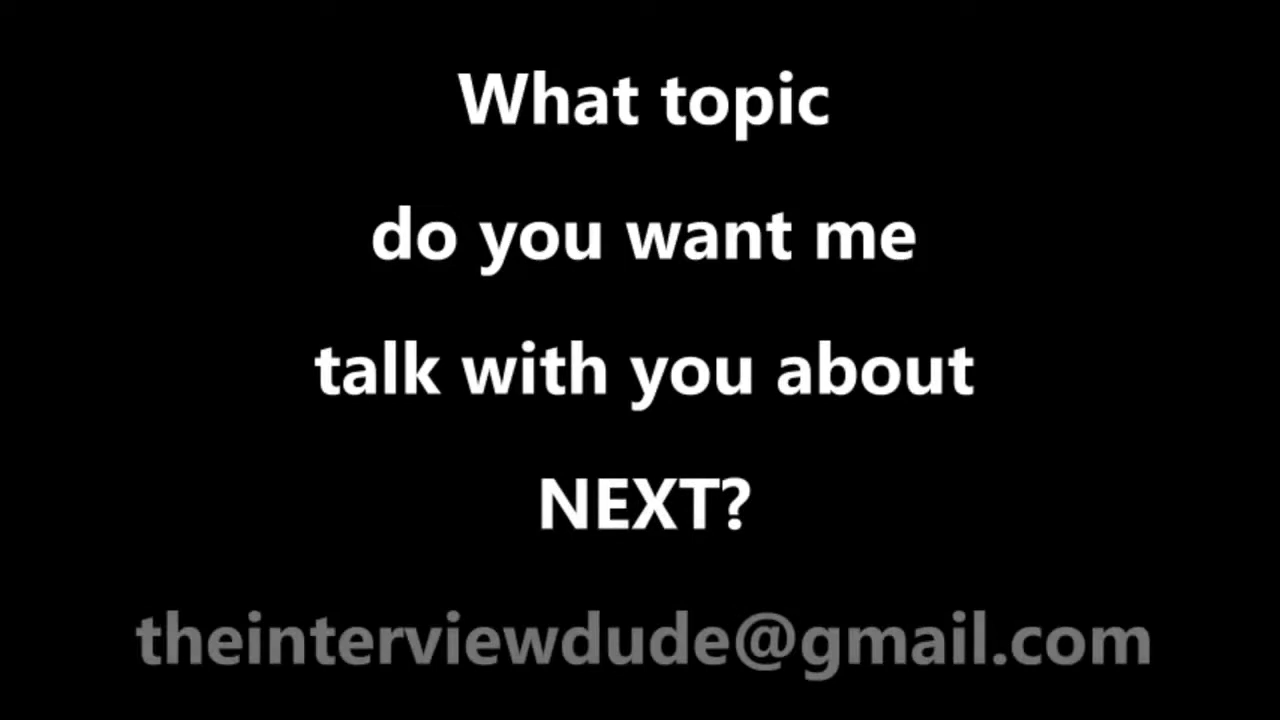 What topic
do you want me
talk with you about
NEXT?
theinterviewdude@gmail.com